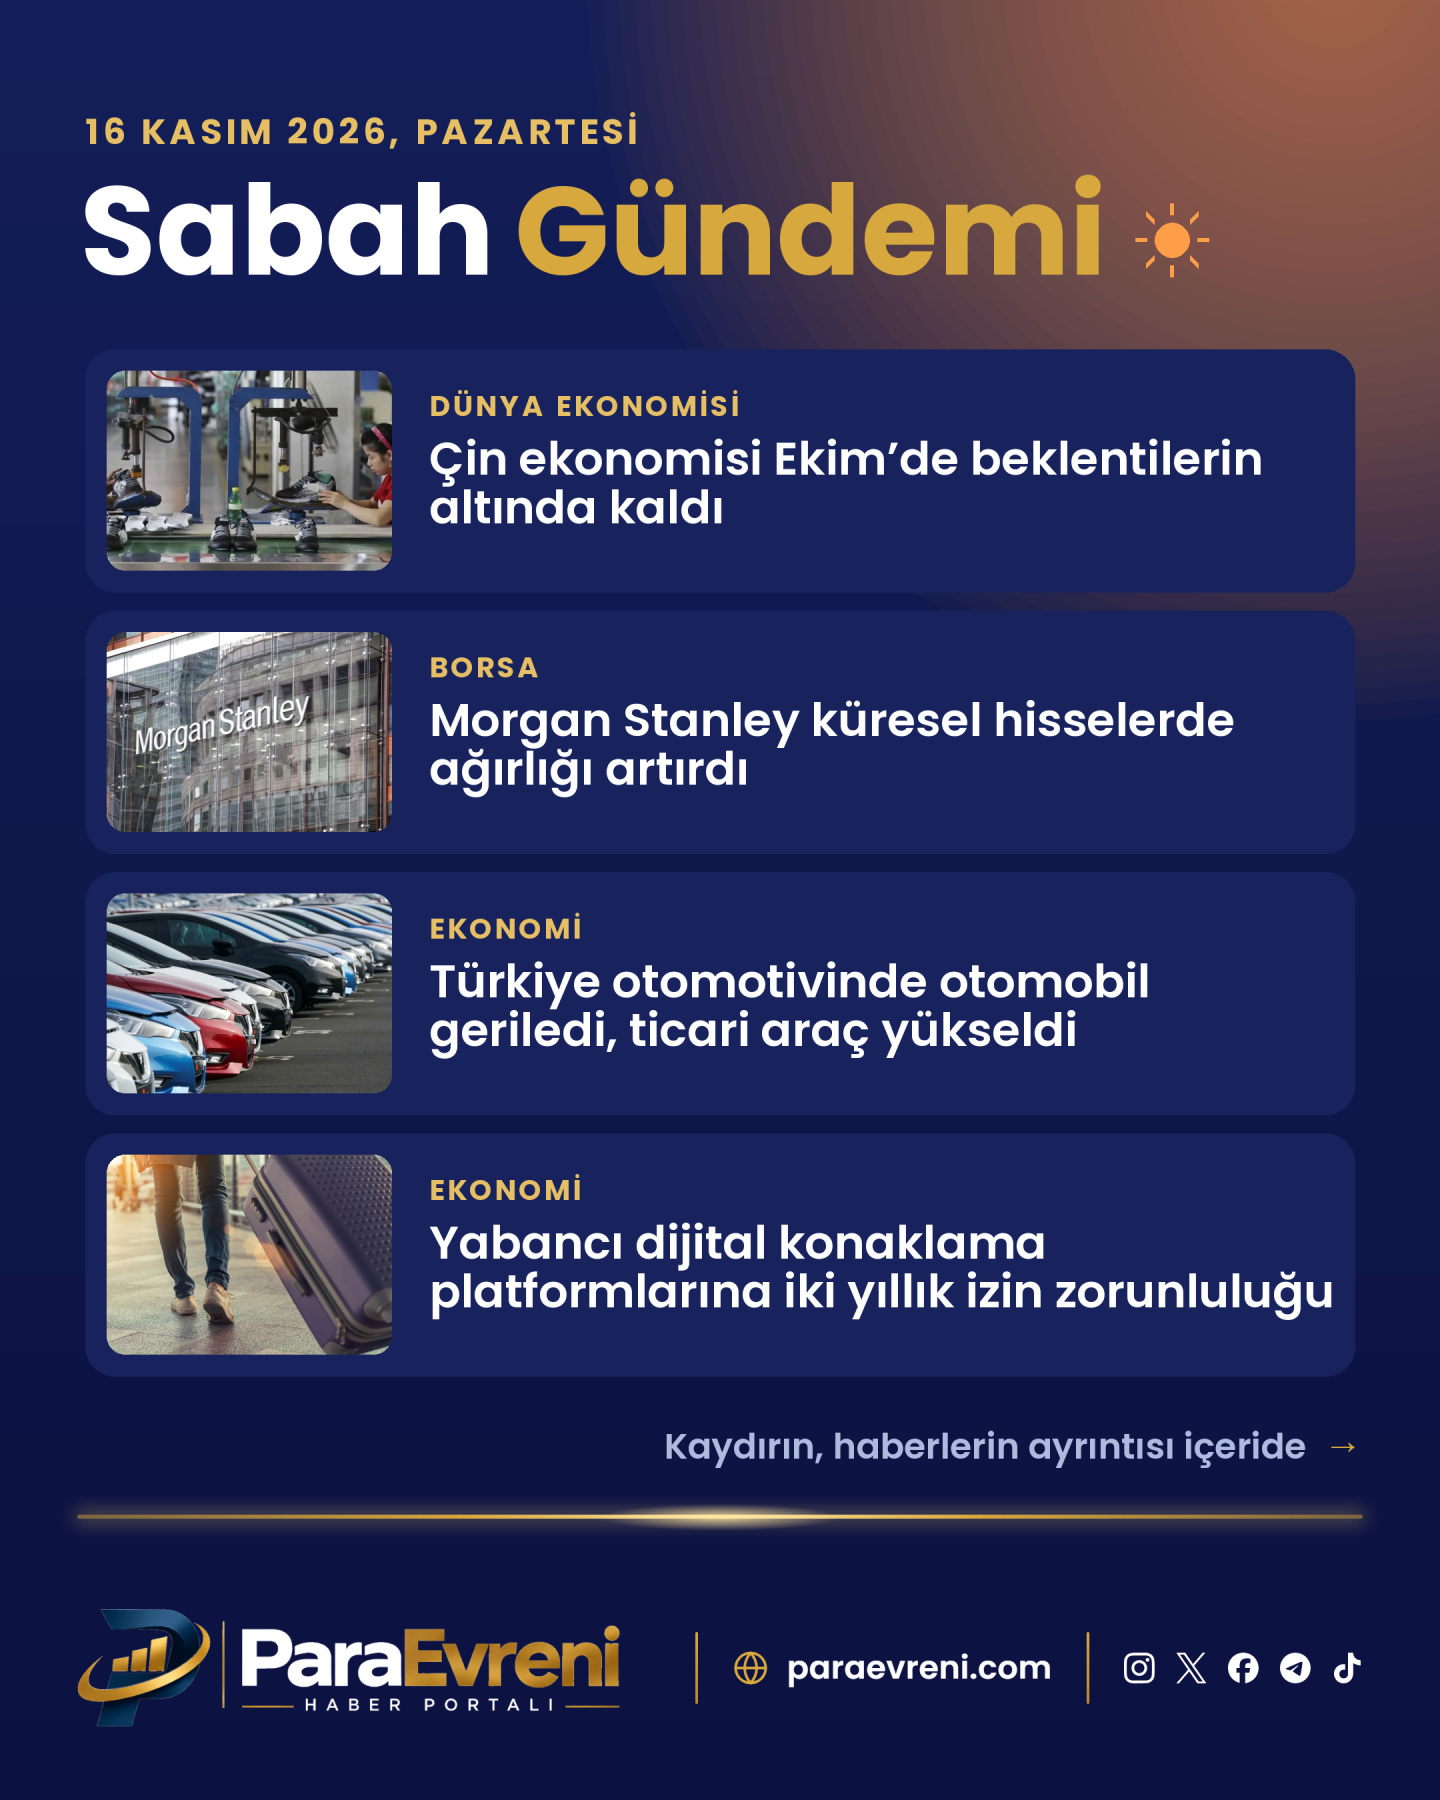 16 KASIM 2026, PAZARTESİ
Sabah Gündemi
DÜNYA EKONOMİSİ
Çin ekonomisi Ekim’de beklentilerin
altında kaldı
Morgan Stanley
BORSA
Morgan Stanley küresel hisselerde
ağırlığı artırdı
EKONOMİ
Türkiye otomotivinde otomobil
geriledi, ticari araç yükseldi
EKONOMİ
Yabancı dijital konaklama
platformlarına iki yıllık izin zorunluluğu
Kaydırın, haberlerin ayrıntısı içeride →
ParaEvreni
HABER PORTALI
paraevreni.com